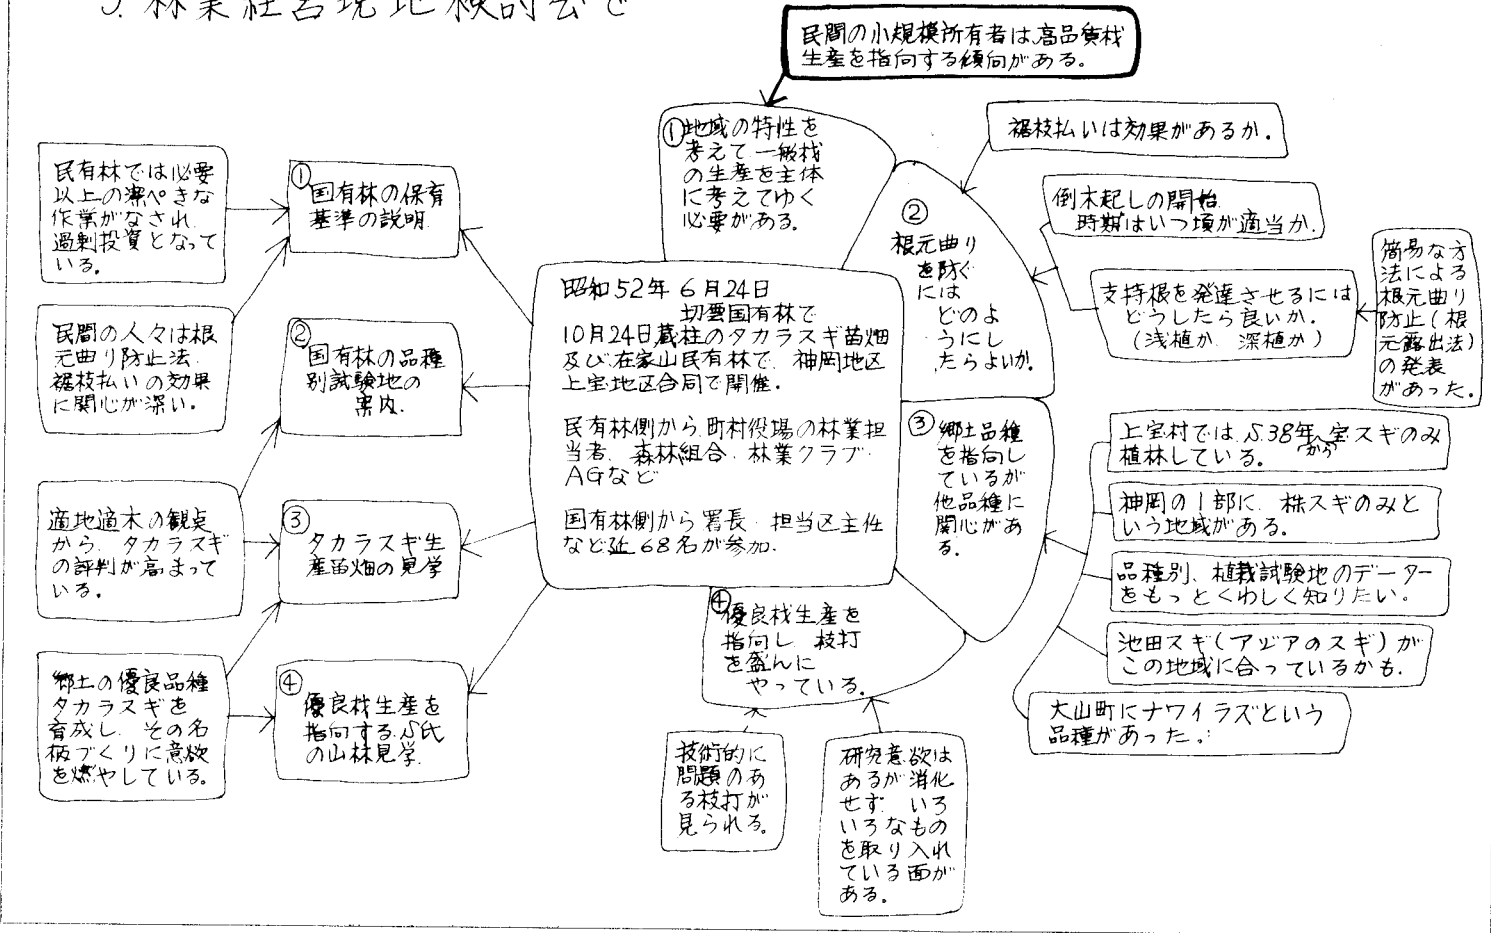 5. 林業経営現地検討会で
民間の小規模所有者は、高品質材
生産を指向する傾向がある。
民有林では必要
以上の潔ぺきな
作業がなされ
過剰投資となって
いる。
民間の人々は根
元曲り防止法.
裾枝払いの効果
に関心が深い。
適地適木の観点
から、タカラスギ
の評判が高まって
いる。
郷土の優良品種
タカラスギを
育成し、その名
柄づくりに意欲
を燃やしている。
①
国有林の保育
基準の説明.
②
国有林の品種
別試験地の
案内.
③
タカラスギ生
産苗畑の見学
④
優良材生産を
指向するS氏
の山林見学.
昭和52年6月24日
切雲国有林で
10月24日蔵柱のタカラスギ苗畑
及び、在家山民有林で、神岡地区
上宝地区合同で開催.
民有林側から、町村役場の林業担
当者、森林組合・林業クラブ・
AGなど
国有林側から署長・担当区主任
など延68名が参加.
①地域の特性を
考えて、一般材
の生産を主体
に考えてゆく
必要がある。
②
根元曲り
を防ぐ
には
どのよ
うにし
たらよいか.
③郷土品種
を指向し
ているが
他品種に
関心があ
る。
④
優良材生産を
指向し、枝打
を盛んに
やっている.
裾枝払いは効果があるか.
倒木起しの開始
時期はいつ頃が適当か.
支持根を発達させるには
どうしたら良いか.
(浅植か、深植か)
簡易な方
法による
根元曲り
防止(根
元露出法)
の発表
があった。
上宝村では、S.38年から宝スギのみ
植林している。
神岡の1部に、株スギのみと
いう地域がある。
品種別、植栽試験地のデーター
をもっとくわしく知りたい。
池田スギ(アジアのスギ)が
この地域に合っているかも.
大山町にナワイラズという
品種があった.
技術的に
問題のあ
る枝打が
見られる。
研究意欲は
あるが消化
せず、いろ
いろなもの
を取り入れ
ている面が
ある。